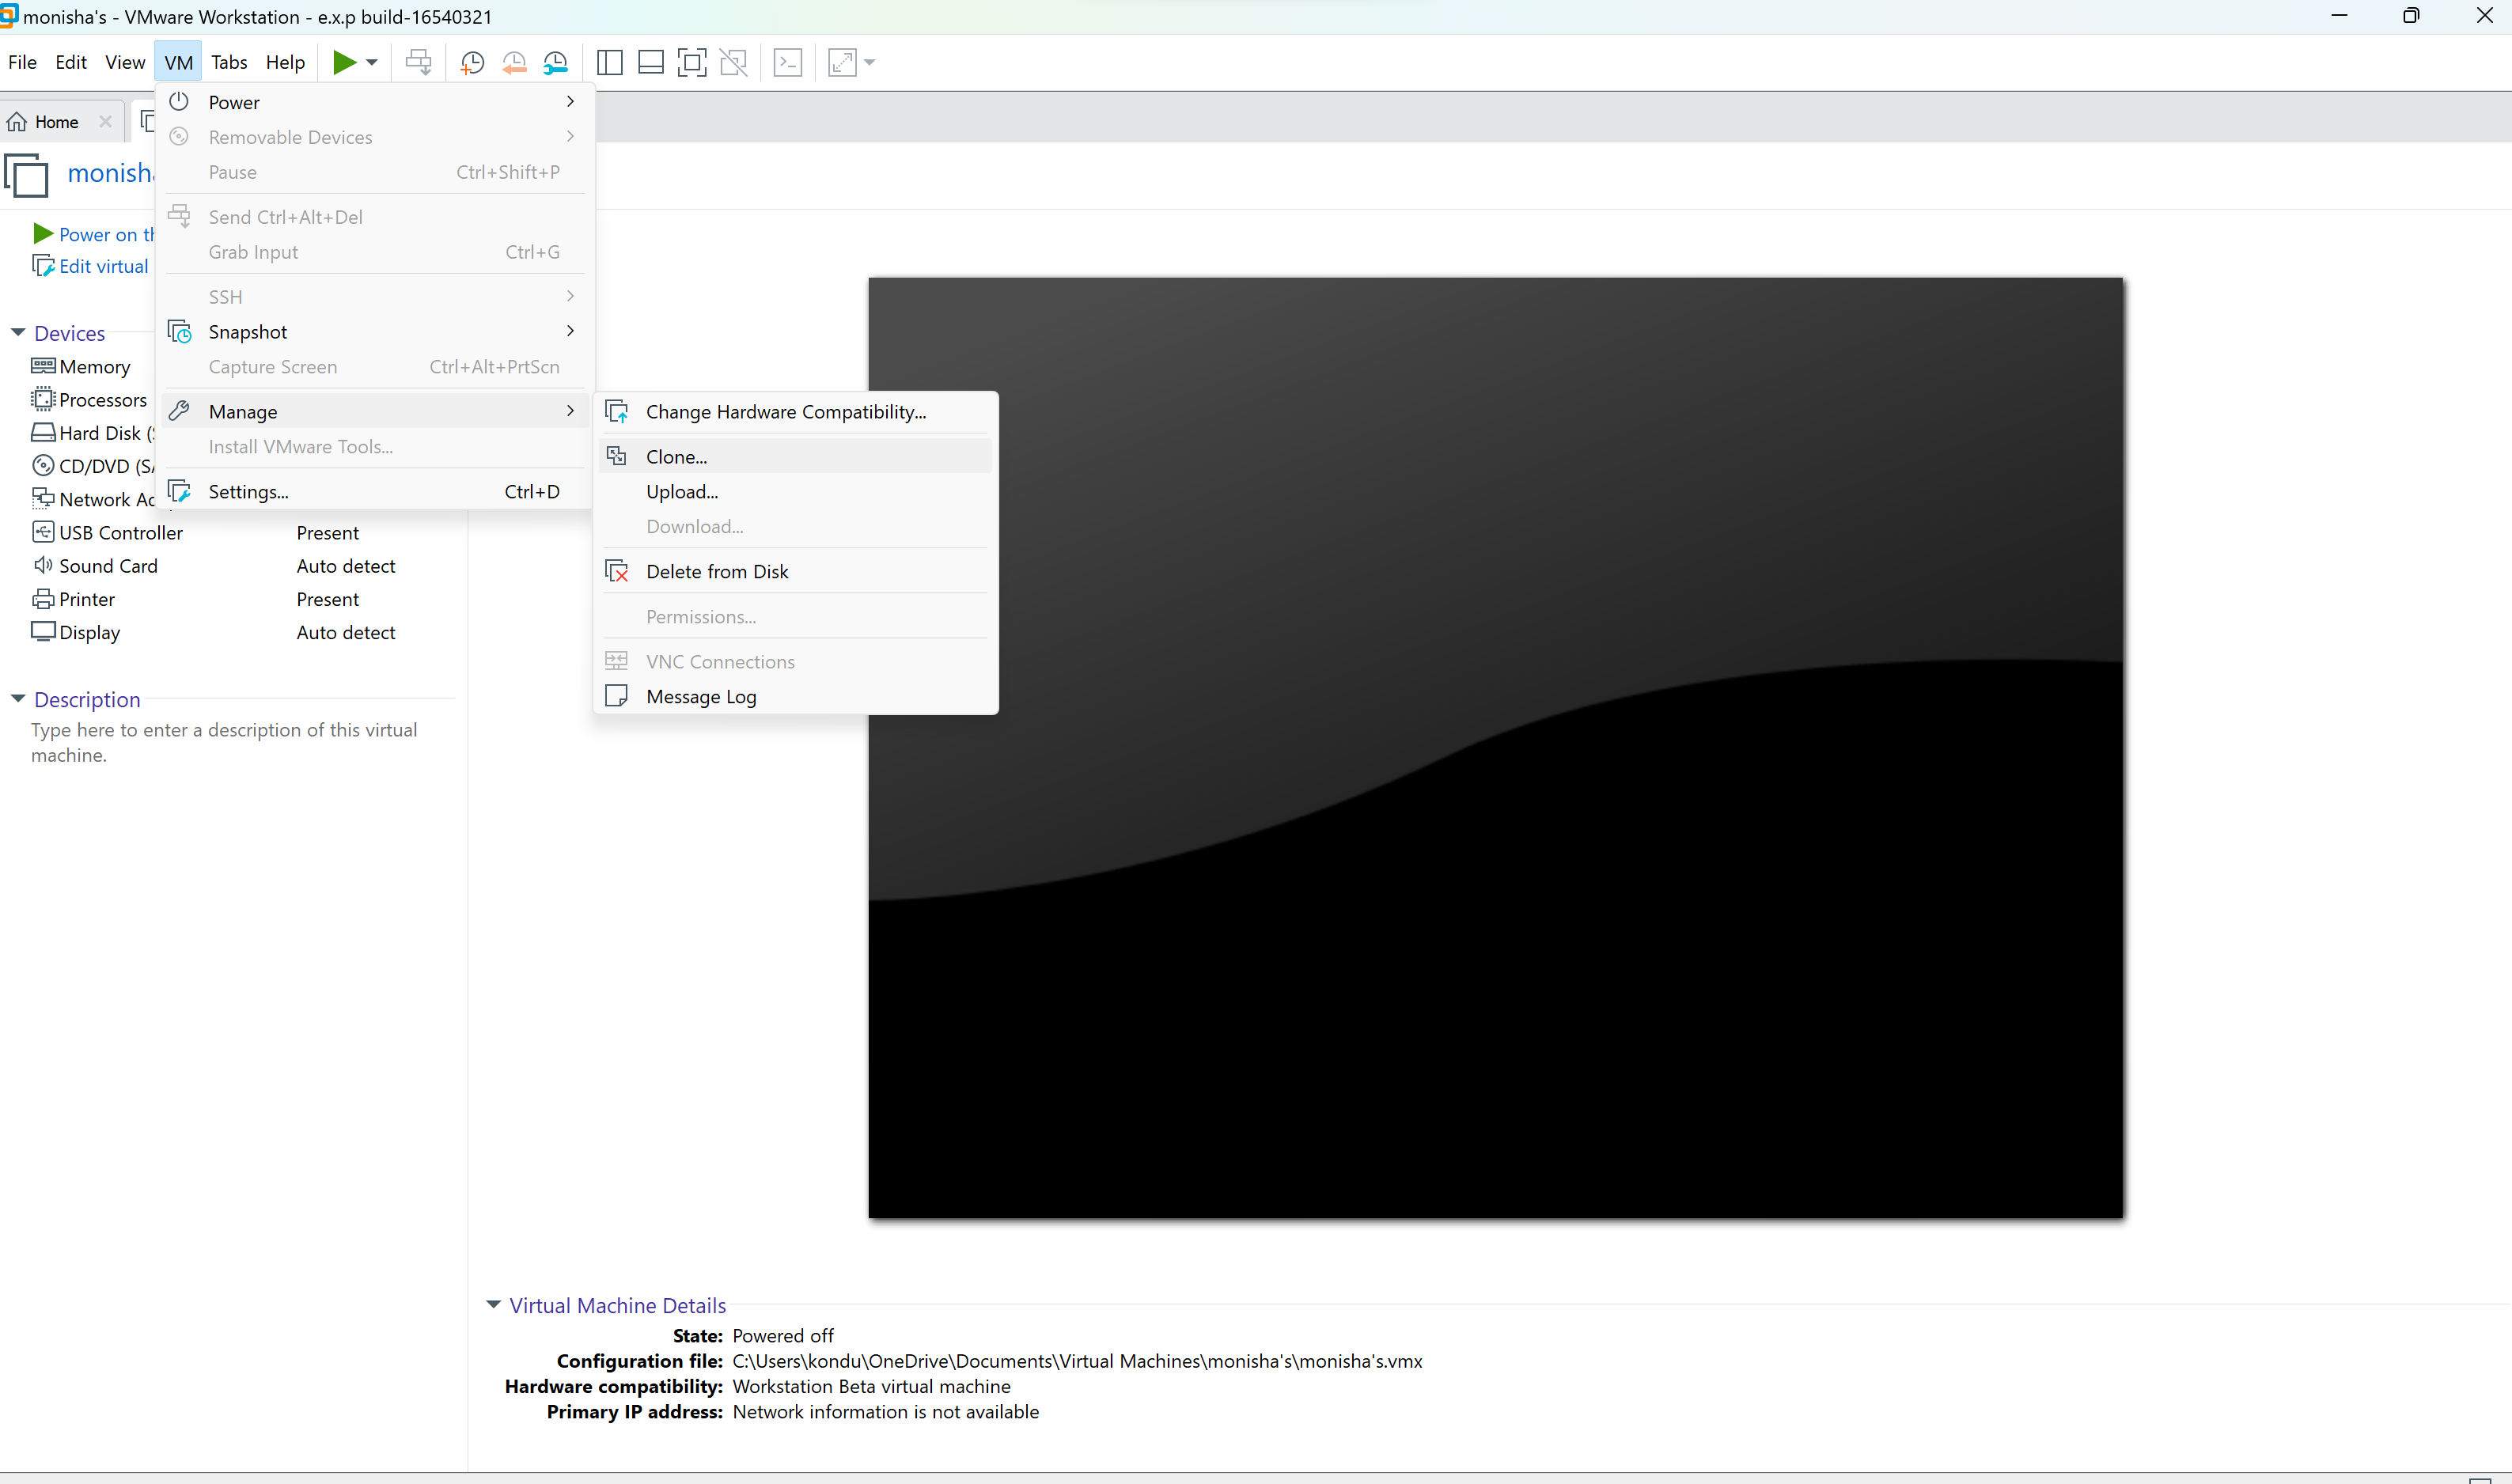 monisha's - VMware Workstation - e.x.p build-16540321
File Edit View VM Tabs Help
Home
Power
Removable Devices
Pause Ctrl+Shift+P
Send Ctrl+Alt+Del
Grab Input Ctrl+G
SSH
Snapshot
Capture Screen Ctrl+Alt+PrtScn
Manage
Install VMware Tools...
Settings... Ctrl+D
Change Hardware Compatibility...
Clone...
Upload...
Download...
Delete from Disk
Permissions...
VNC Connections
Message Log
monisha
Power on th
Edit virtual
Devices
Memory
Processors
Hard Disk (S
CD/DVD (SA
Network Ad
USB Controller Present
Sound Card Auto detect
Printer Present
Display Auto detect
Description
Type here to enter a description of this virtual
machine.
Virtual Machine Details
State: Powered off
Configuration file: C:\Users\kondu\OneDrive\Documents\Virtual Machines\monisha's\monisha's.vmx
Hardware compatibility: Workstation Beta virtual machine
Primary IP address: Network information is not available